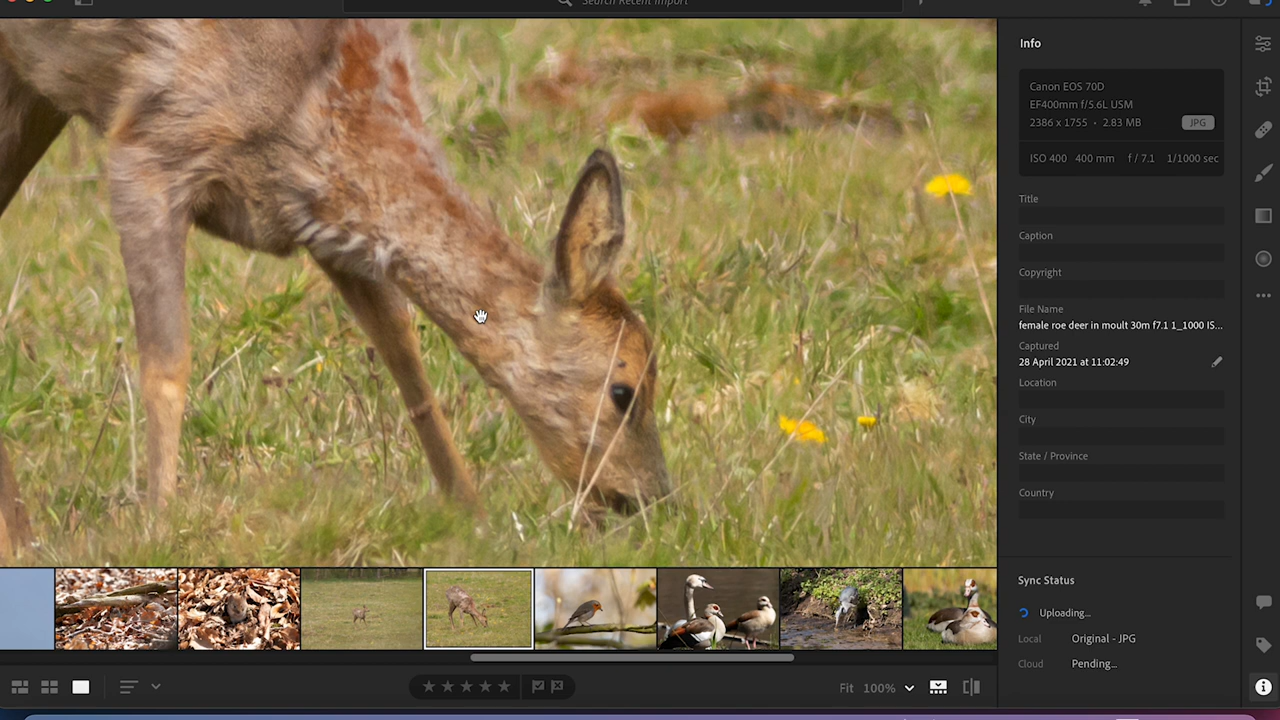 Search Recent Import
Info
Canon EOS 70D
EF400mm f/5.6L USM
2386 x 1755 • 2.83 MB JPG
ISO 400 400 mm f / 7.1 1/1000 sec
Title
Caption
Copyright
File Name
female roe deer in moult 30m f7.1 1_1000 IS...
Captured
28 April 2021 at 11:02:49
Location
City
State / Province
Country
Sync Status
Uploading...
Local Original - JPG
Cloud Pending...
Fit 100%